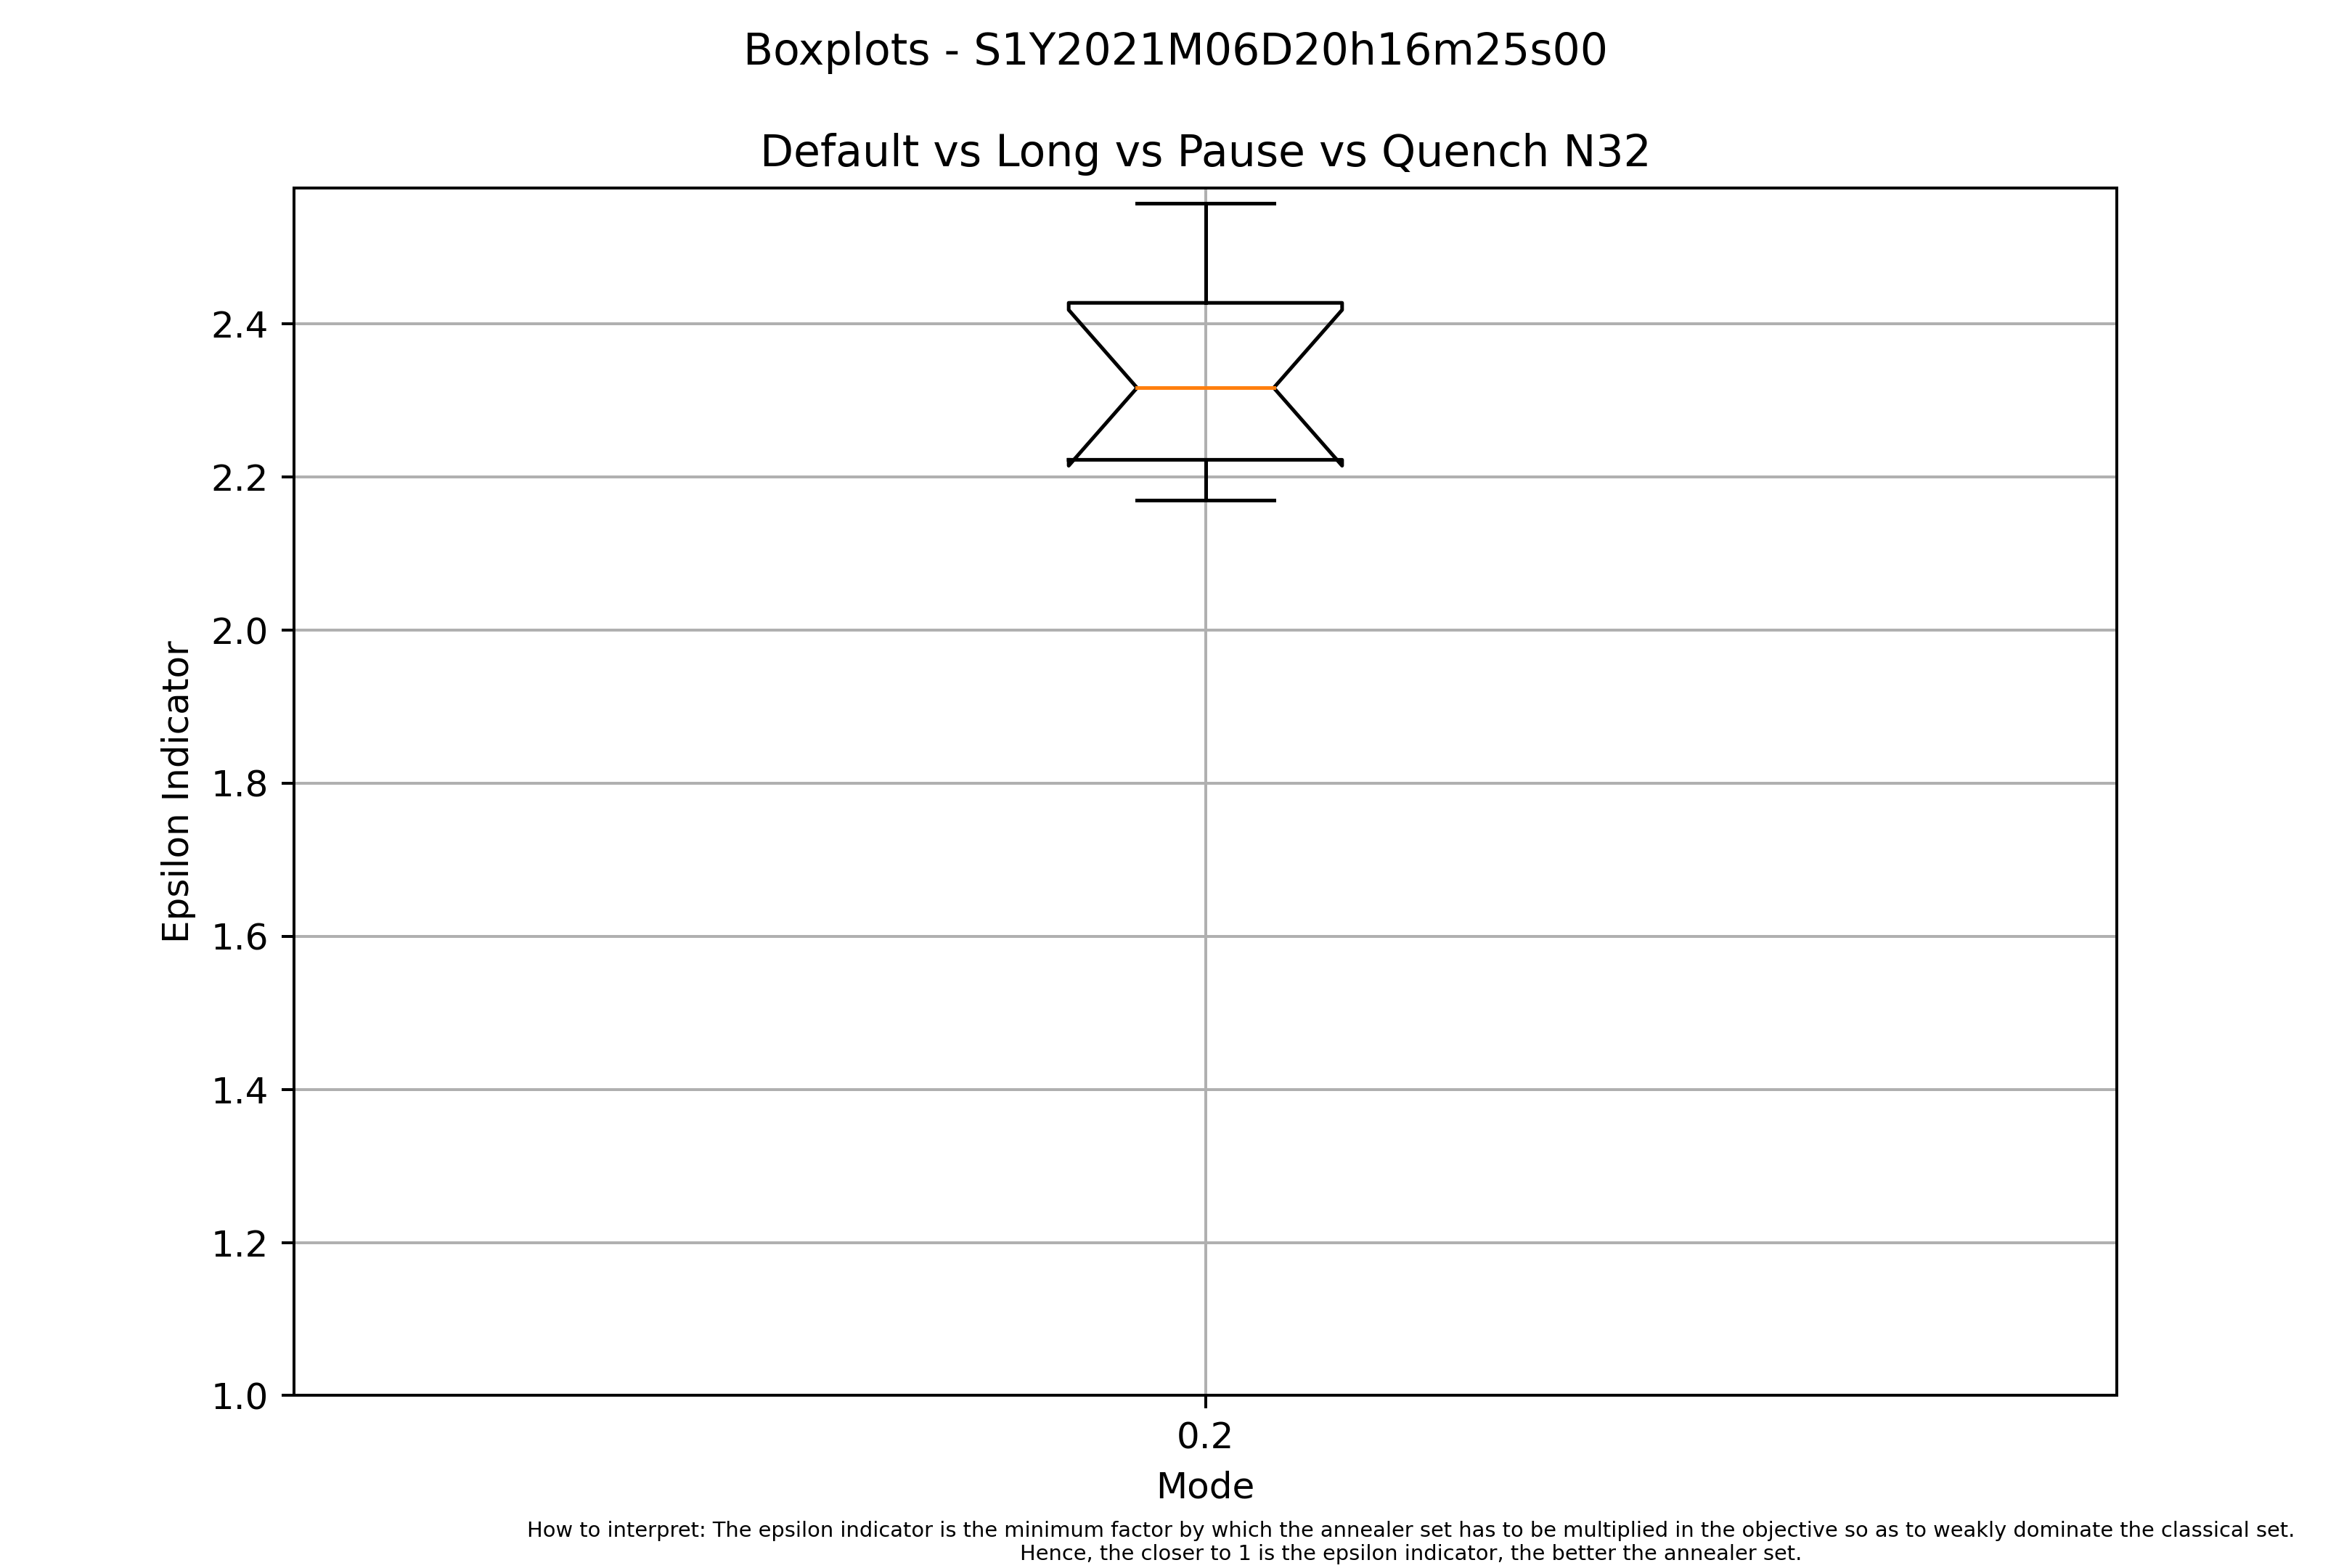 Boxplots - S1Y2021M06D20h16m25s00
Default vs Long vs Pause vs Quench N32
2.4
2.2
2.0
1.8
1.6
1.4
1.2
1.0
Epsilon Indicator
0.2
Mode
How to interpret: The epsilon indicator is the minimum factor by which the annealer set has to be multiplied in the objective so as to weakly dominate the classical set.
Hence, the closer to 1 is the epsilon indicator, the better the annealer set.